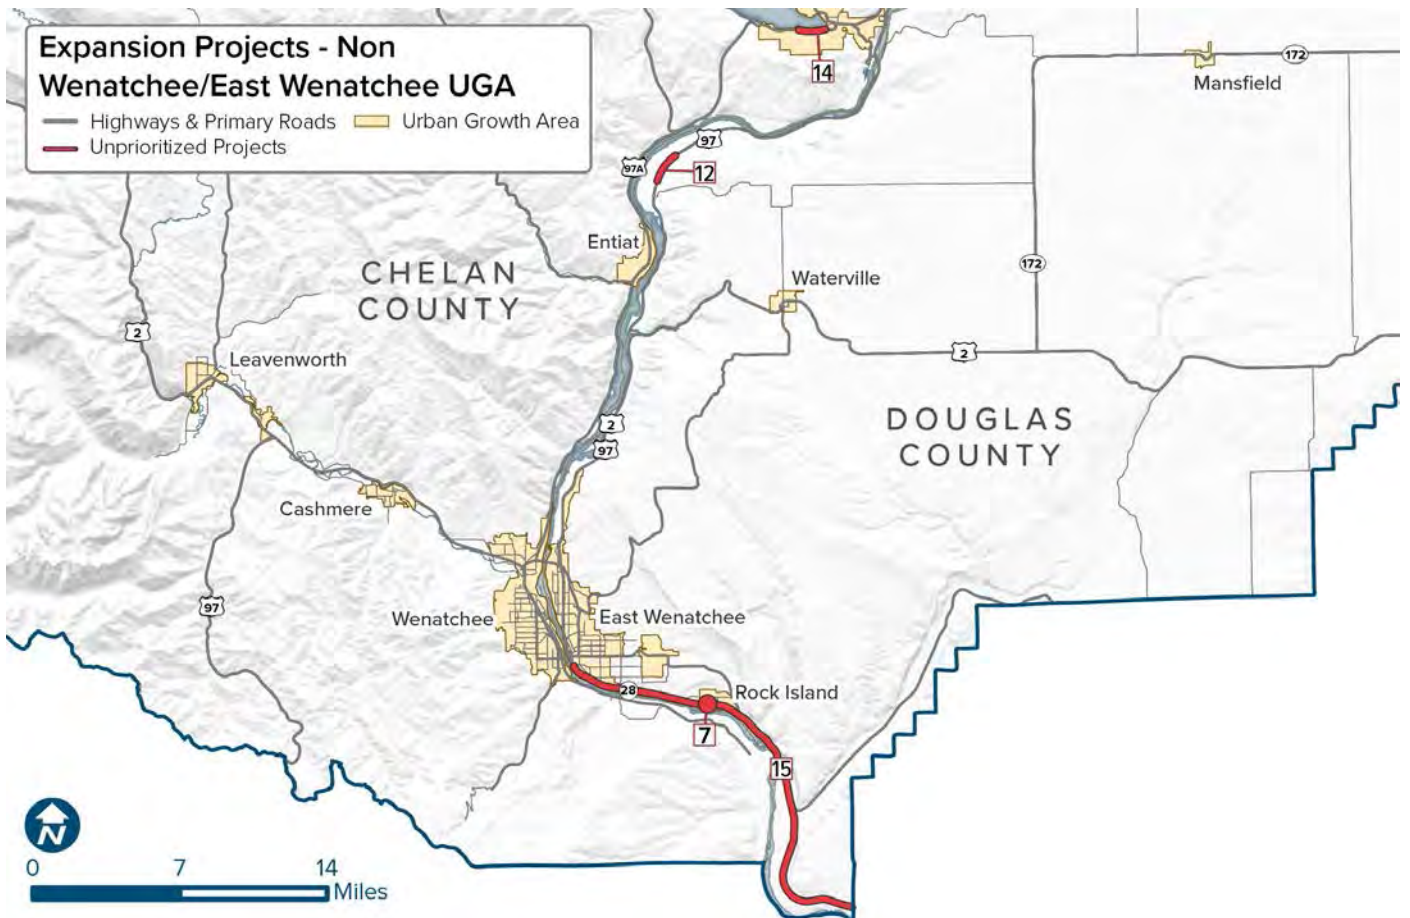 Expansion Projects - Non
Wenatchee/East Wenatchee UGA
Highways & Primary Roads
Urban Growth Area
Unprioritized Projects
14
172
Mansfield
97
97A
12
Entiat
CHELAN
COUNTY
172
Waterville
2
2
Leavenworth
2
97
DOUGLAS
COUNTY
Cashmere
97
Wenatchee
East Wenatchee
28
Rock Island
7
15
N
0
7
14
Miles